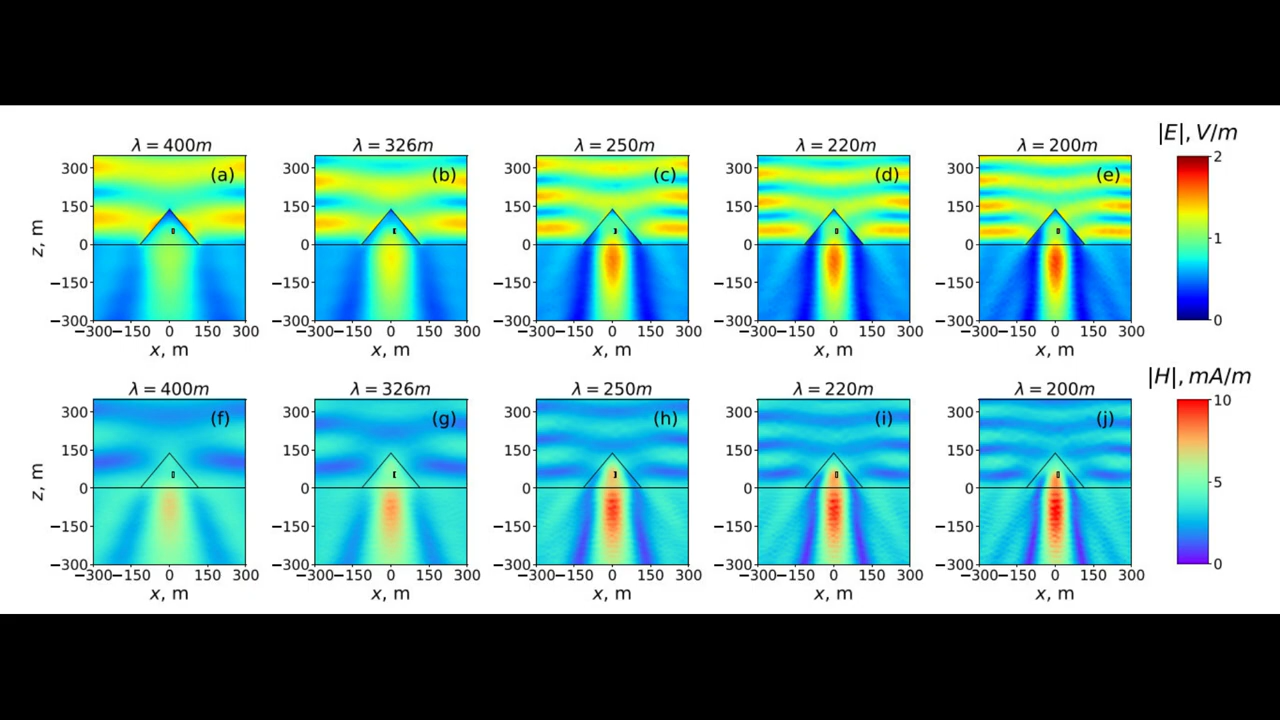 λ = 400m λ = 326m λ = 250m λ = 220m λ = 200m |E|, V/m
300 (a) 300 (b) 300 (c) 300 (d) 300 (e) 2
150 150 150 150 150
z, m 0 0 0 0 0 1
−150 −150 −150 −150 −150
−300 −300 −300 −300 −300 0
−300 −150 0 150 300 −300 −150 0 150 300 −300 −150 0 150 300 −300 −150 0 150 300 −300 −150 0 150 300
x, m x, m x, m x, m x, m
λ = 400m λ = 326m λ = 250m λ = 220m λ = 200m |H|, mA/m
300 (f) 300 (g) 300 (h) 300 (i) 300 (j) 10
150 150 150 150 150
z, m 0 0 0 0 0 5
−150 −150 −150 −150 −150
−300 −300 −300 −300 −300 0
−300 −150 0 150 300 −300 −150 0 150 300 −300 −150 0 150 300 −300 −150 0 150 300 −300 −150 0 150 300
x, m x, m x, m x, m x, m